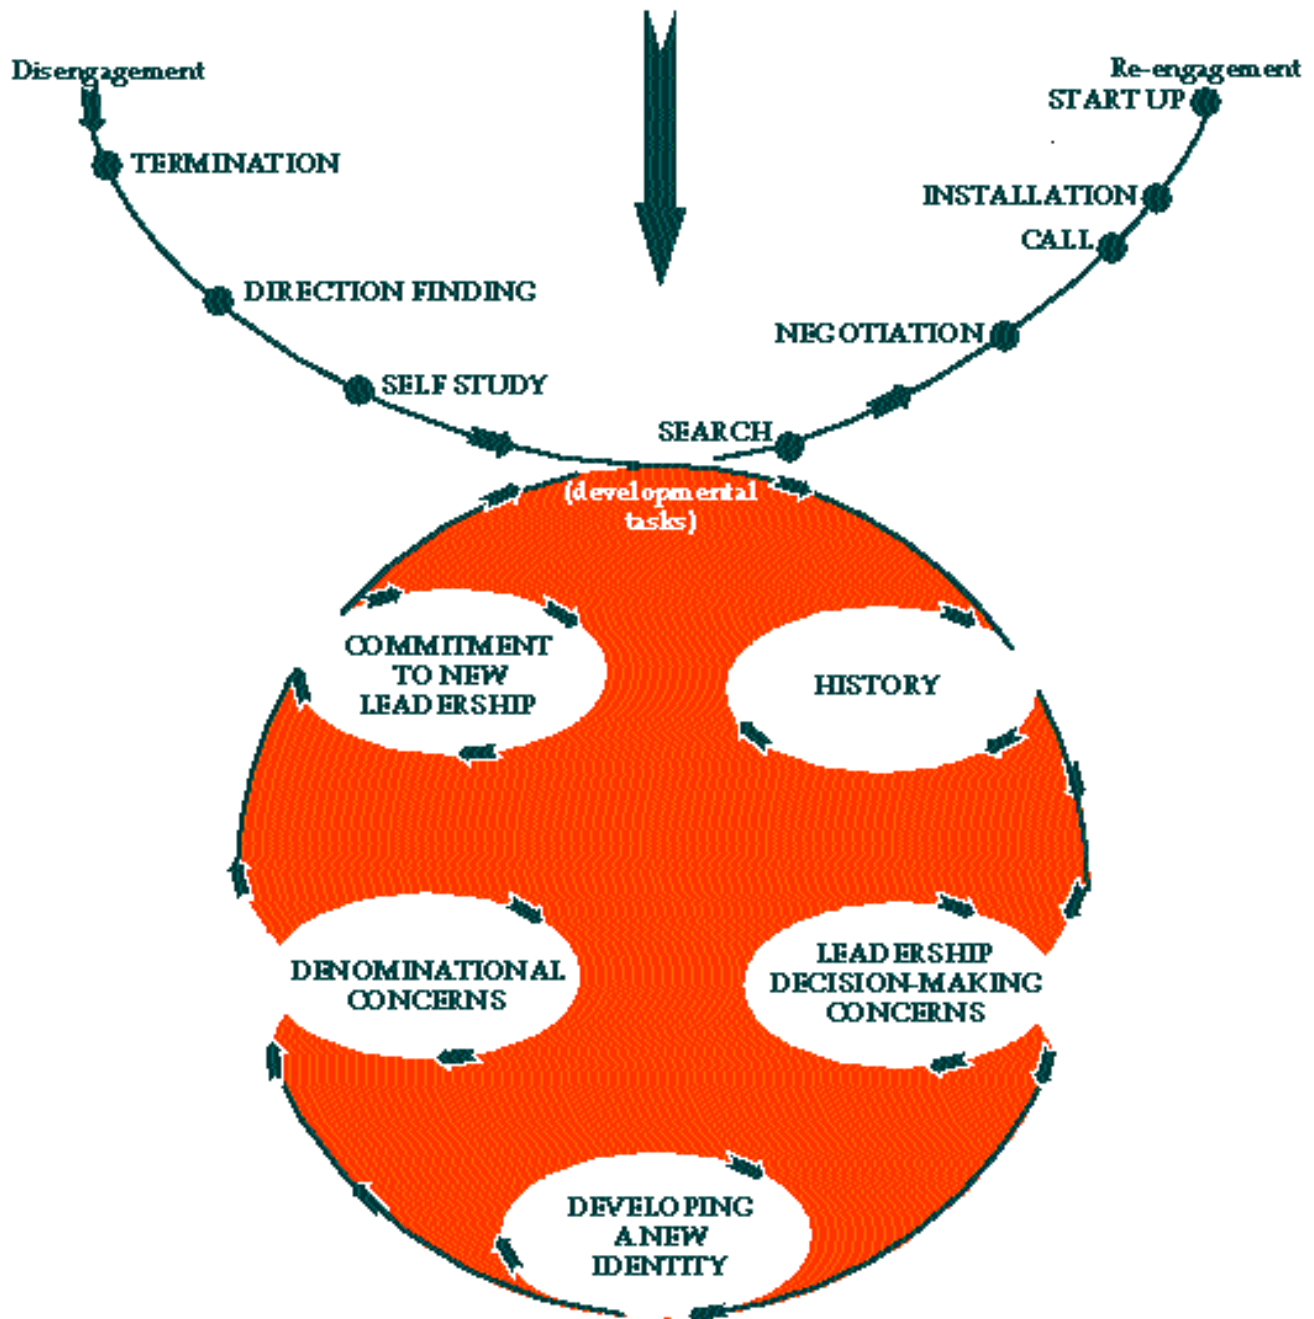 Disengagement
TERMINATION
DIRECTION FINDING
SELF STUDY
Re-engagement
START UP
INSTALLATION
CALL
NEGOTIATION
SEARCH
(developmental
tasks)
COMMITMENT
TO NEW
LEADERSHIP
HISTORY
DENOMINATIONAL
CONCERNS
LEADERSHIP
DECISION-MAKING
CONCERNS
DEVELOPING
A NEW
IDENTITY